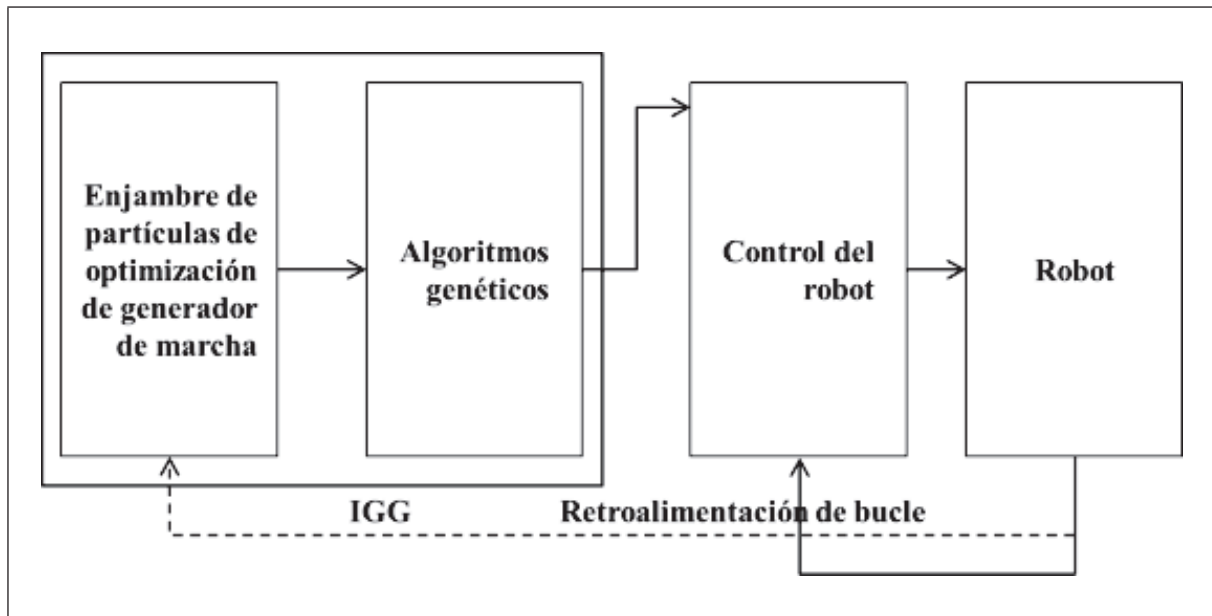 Enjambre de
partículas de
optimización
de generador
de marcha
Algoritmos
genéticos
Control del
robot
Robot
IGG
Retroalimentación de bucle